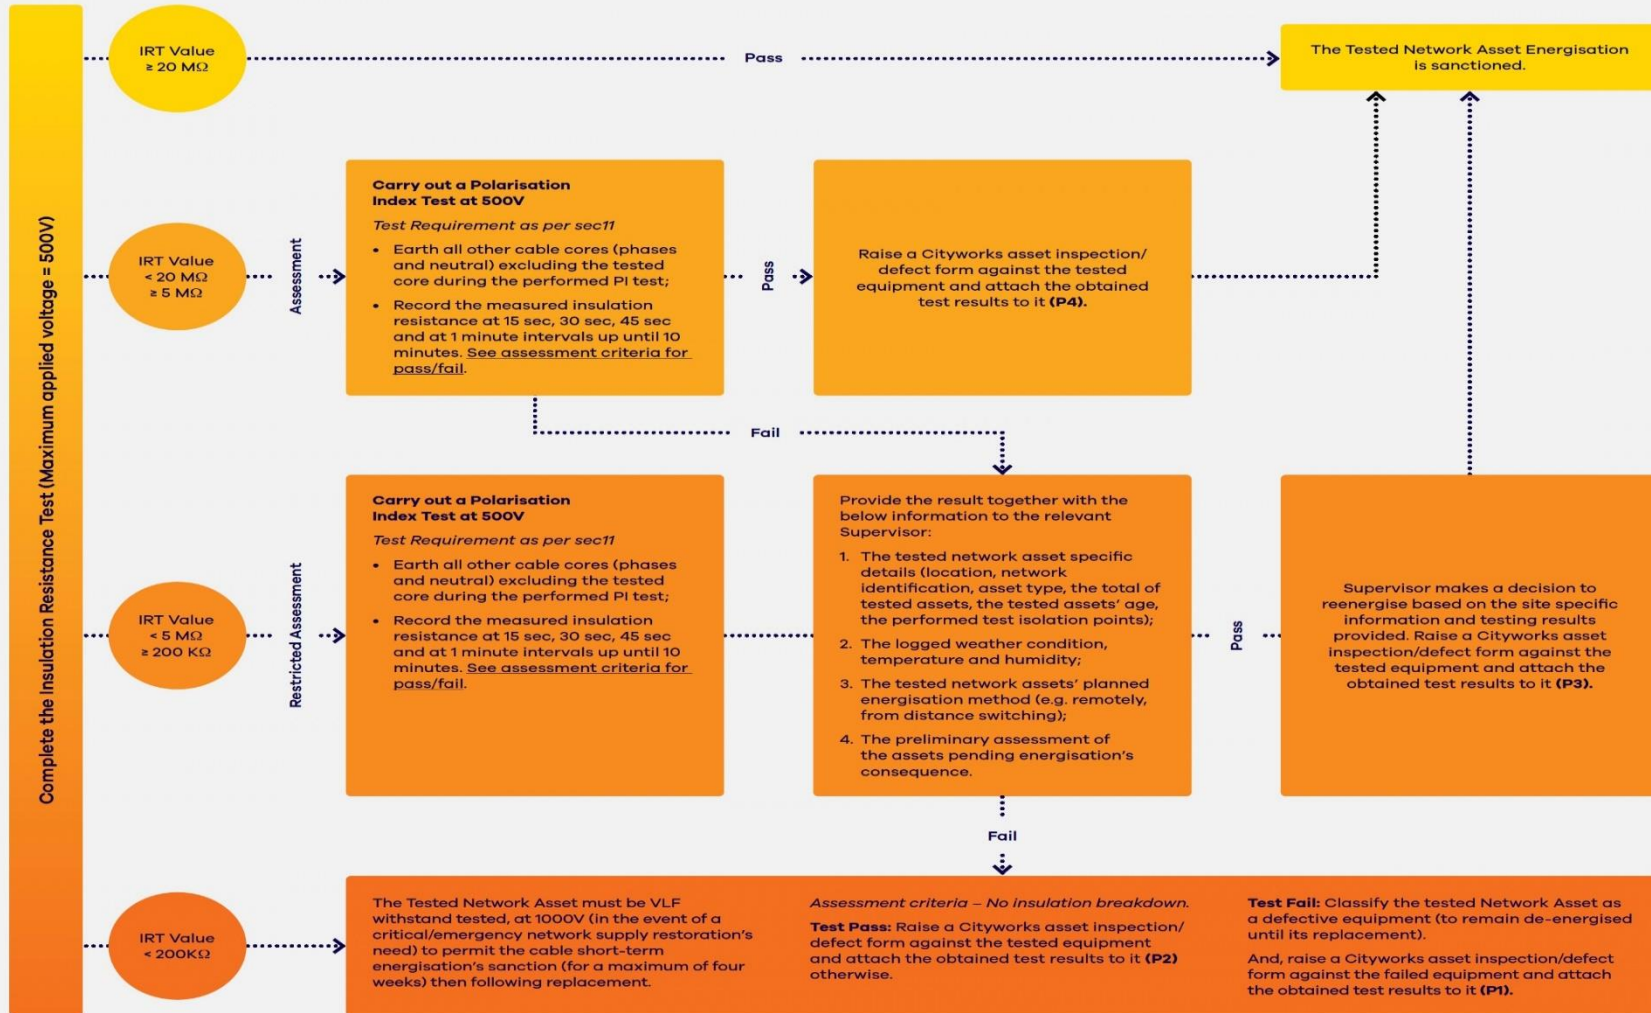 Complete the Insulation Resistance Test (Maximum applied voltage = 500V)
IRT Value
≥ 20 MΩ
Pass
The Tested Network Asset Energisation
is sanctioned.
IRT Value
< 20 MΩ
≥ 5 MΩ
Assessment
Carry out a Polarisation
Index Test at 500V
Test Requirement as per sec11
• Earth all other cable cores (phases
and neutral) excluding the tested
core during the performed PI test;
• Record the measured insulation
resistance at 15 sec, 30 sec, 45 sec
and at 1 minute intervals up until 10
minutes. See assessment criteria for
pass/fail.
Pass
Raise a Cityworks asset inspection/
defect form against the tested
equipment and attach the obtained
test results to it (P4).
Fail
IRT Value
< 5 MΩ
≥ 200 KΩ
Restricted Assessment
Carry out a Polarisation
Index Test at 500V
Test Requirement as per sec11
• Earth all other cable cores (phases
and neutral) excluding the tested
core during the performed PI test;
• Record the measured insulation
resistance at 15 sec, 30 sec, 45 sec
and at 1 minute intervals up until 10
minutes. See assessment criteria for
pass/fail.
Provide the result together with the
below information to the relevant
Supervisor:
1. The tested network asset specific
details (location, network
identification, asset type, the total of
tested assets, the tested assets' age,
the performed test isolation points);
2. The logged weather condition,
temperature and humidity;
3. The tested network assets' planned
energisation method (e.g. remotely,
from distance switching);
4. The preliminary assessment of
the assets pending energisation's
consequence.
Pass
Supervisor makes a decision to
reenergise based on the site specific
information and testing results
provided. Raise a Cityworks asset
inspection/defect form against the
tested equipment and attach the
obtained test results to it (P3).
Fail
IRT Value
< 200KΩ
The Tested Network Asset must be VLF
withstand tested, at 1000V (in the event of a
critical/emergency network supply restoration's
need) to permit the cable short-term
energisation's sanction (for a maximum of four
weeks) then following replacement.
Assessment criteria – No insulation breakdown.
Test Pass: Raise a Cityworks asset inspection/
defect form against the tested equipment
and attach the obtained test results to it (P2)
otherwise.
Test Fail: Classify the tested Network Asset as
a defective equipment (to remain de-energised
until its replacement).
And, raise a Cityworks asset inspection/defect
form against the failed equipment and attach
the obtained test results to it (P1).